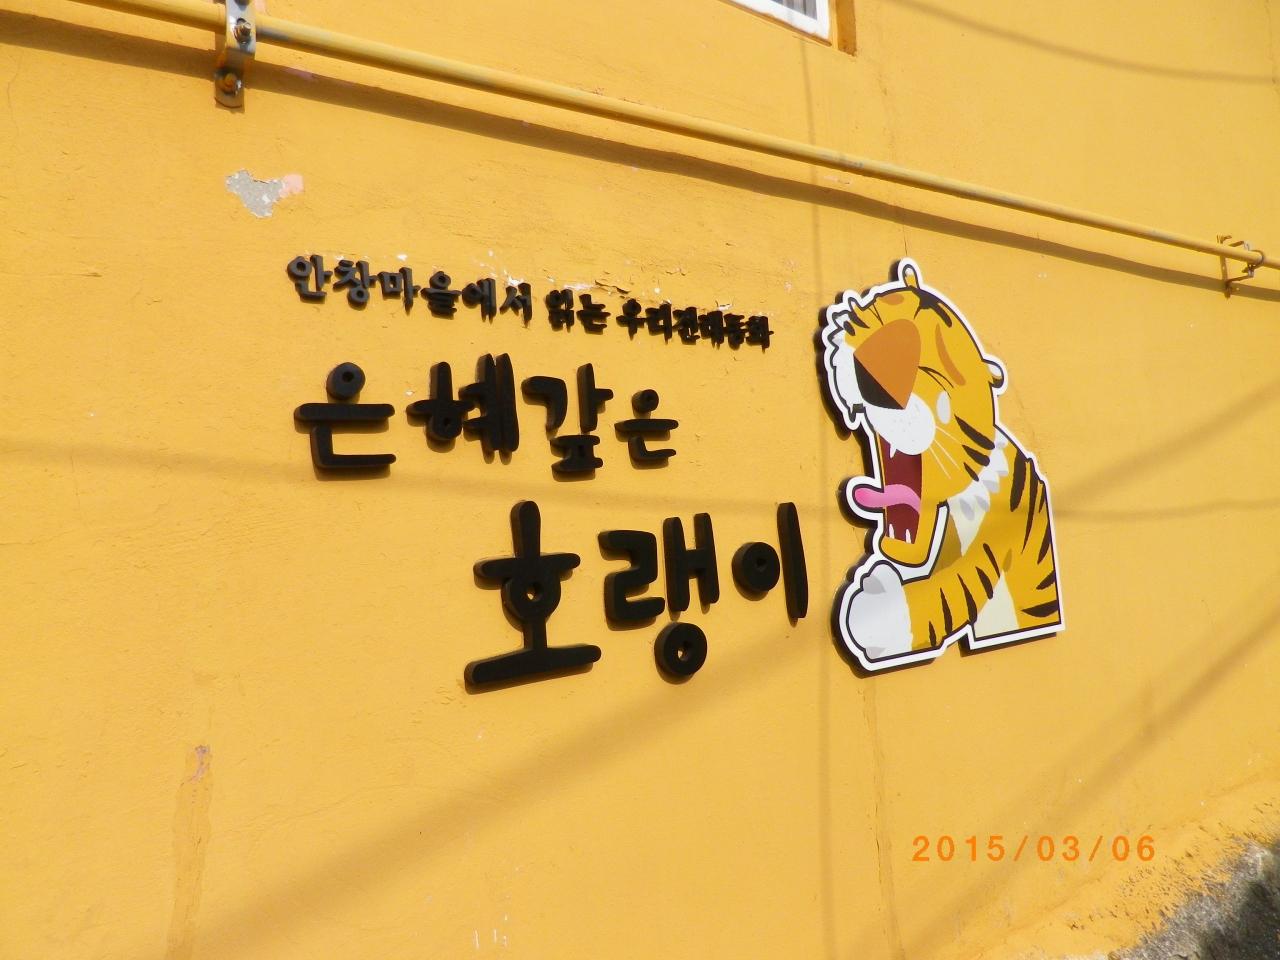 안창마을에서 읽는 우리전래동화
은혜갚은
호랭이
2015/03/06